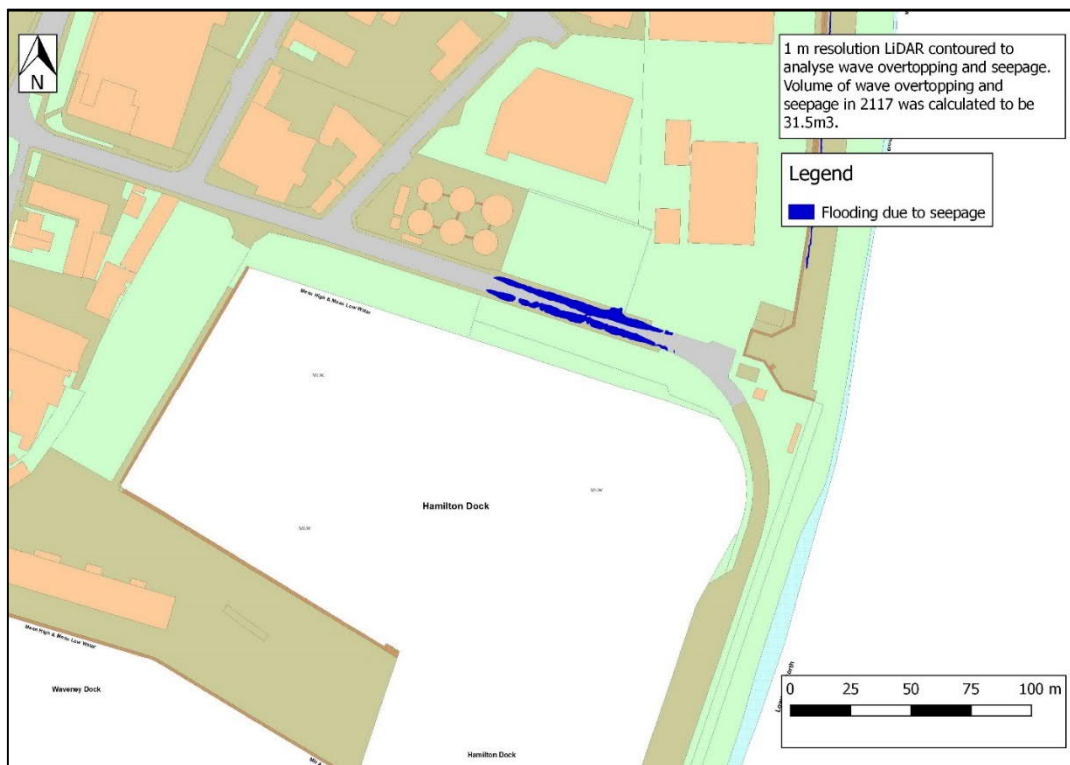 N
1 m resolution LiDAR contoured to
analyse wave overtopping and seepage.
Volume of wave overtopping and
seepage in 2117 was calculated to be
31.5m3.
Legend
Flooding due to seepage
Mean High & Mean Low Water
Hamilton Dock
Mean High & Mean Low Water
Waveney Dock
Hamilton Dock
0 25 50 75 100 m